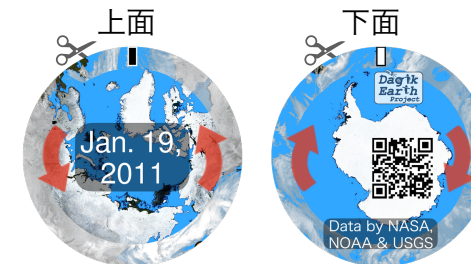 上面
下面
Jan. 19,
2011
Dagik
Earth
Project
Data by NASA,
NOAA & USGS